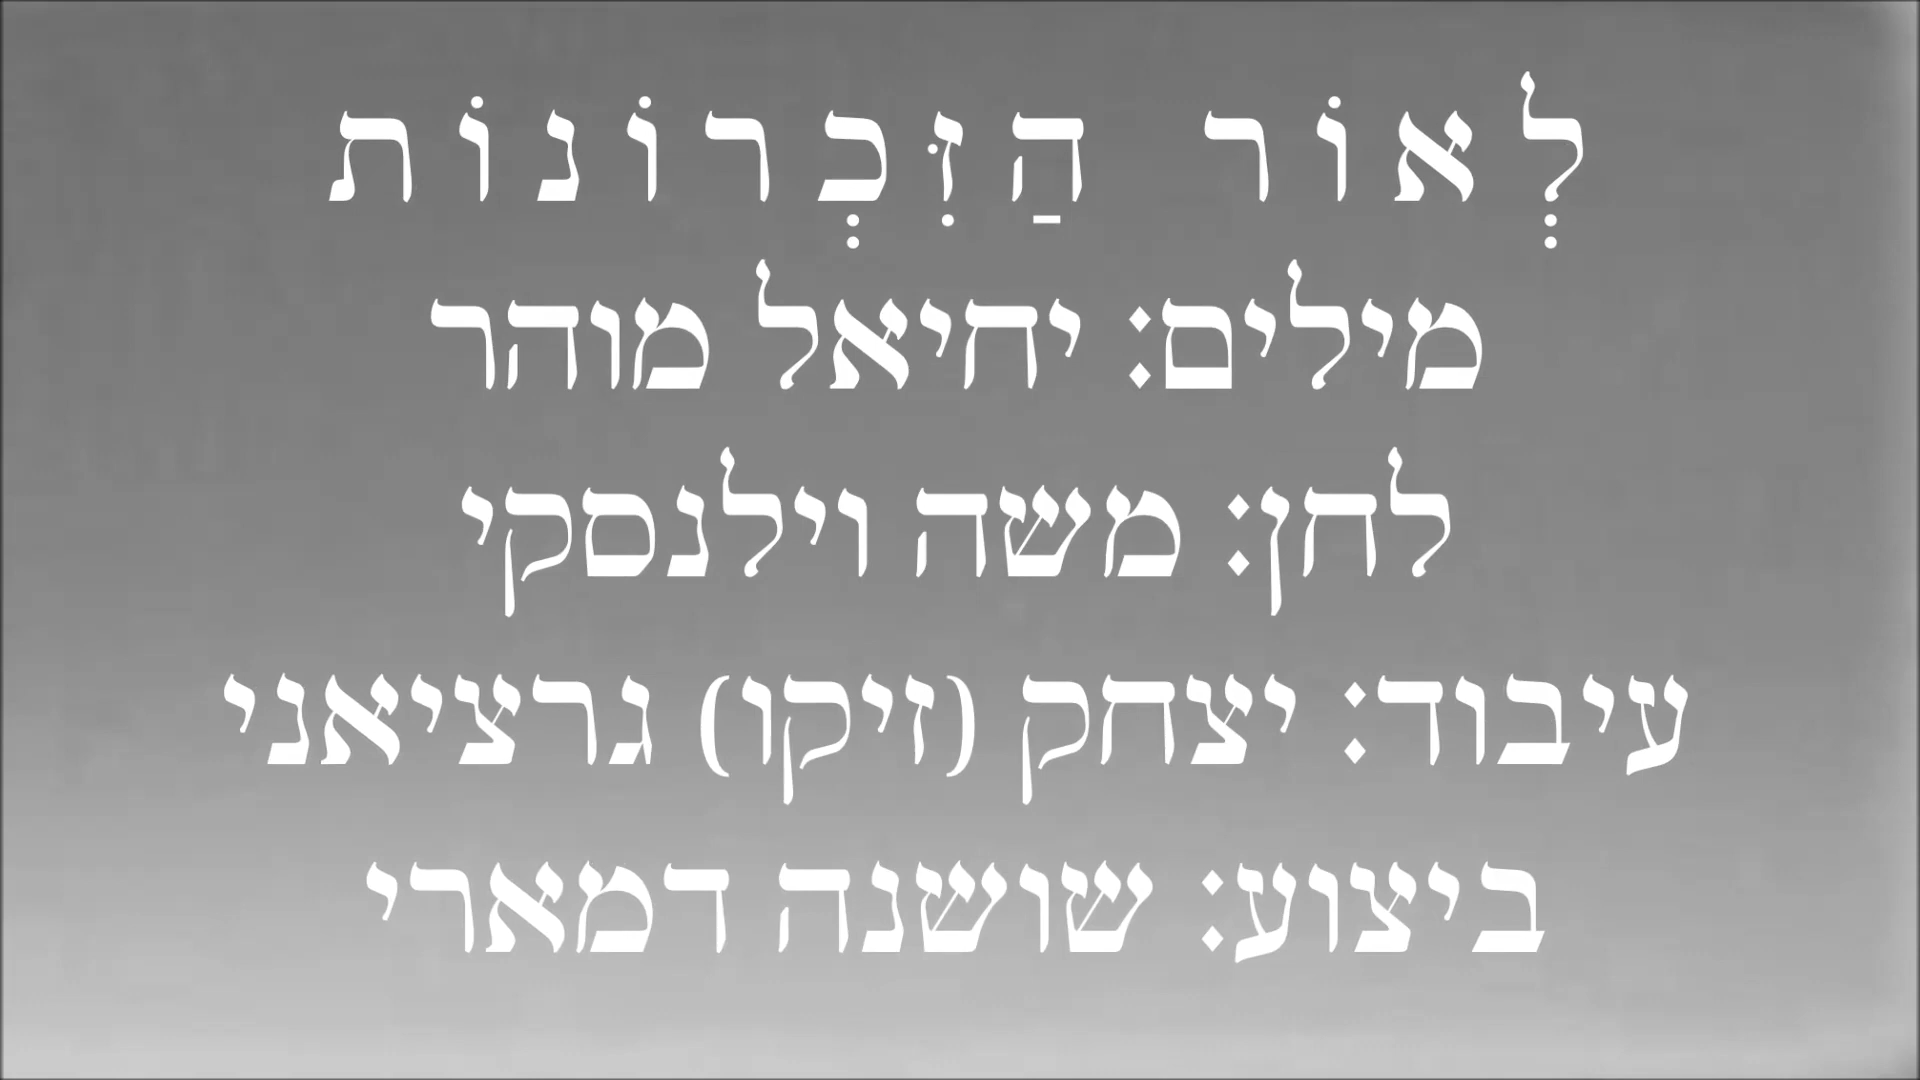 לְאוֹר הַזִּכְרוֹנוֹת
מילים: יחיאל מוהר
לחן: משה וילנסקי
עיבוד: יצחק (זיקו) גרציאני
ביצוע: שושנה דמארי